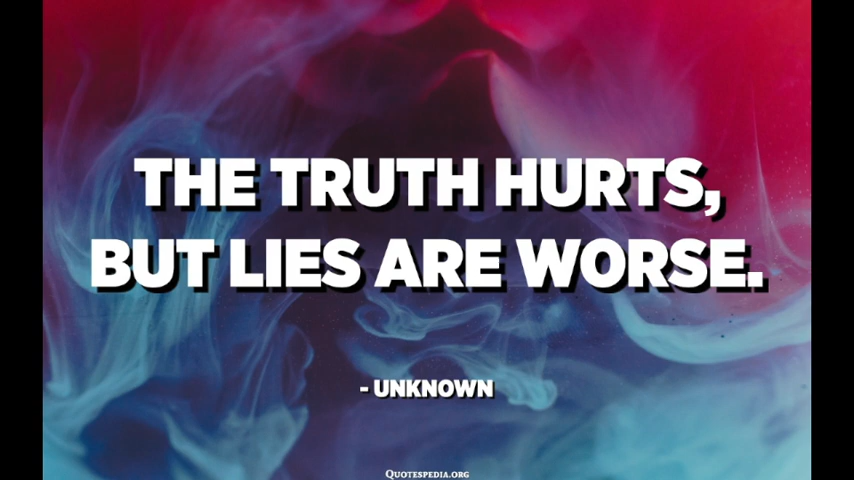 THE TRUTH HURTS,
BUT LIES ARE WORSE.
- UNKNOWN
QUOTESPEDIA.ORG